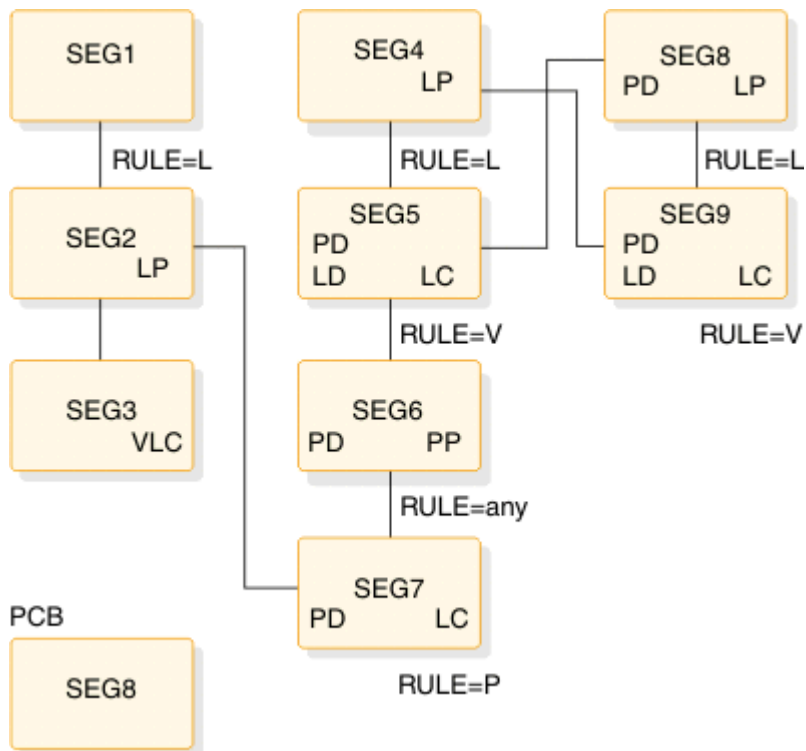 SEG1
RULE=L
SEG2
LP
SEG3
VLC
PCB
SEG8
SEG4
LP
RULE=L
SEG5
PD
LD LC
RULE=V
SEG6
PD PP
RULE=any
SEG7
PD LC
RULE=P
SEG8
PD LP
RULE=L
SEG9
PD
LD LC
RULE=V